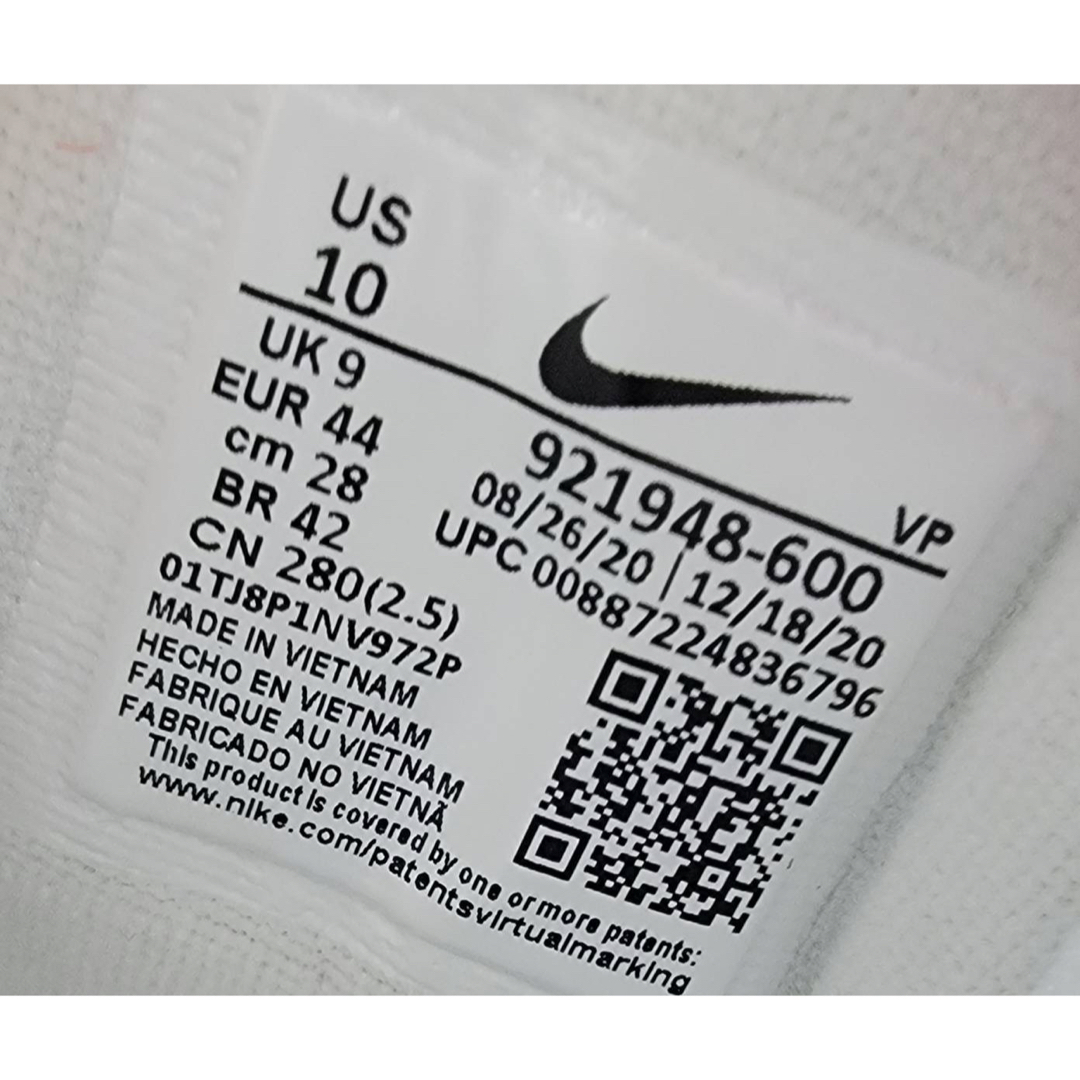 US
10
UK 9
EUR 44
cm 28
BR 42
CN 280(2.5)
01TJ8P1NV972P
MADE IN VIETNAM
HECHO EN VIETNAM
FABRIQUE AU VIETNAM
FABRICADO NO VIETNÃ
This product is covered by one or more patents:
www.nike.com/patentsvirtualmarking
VP
921948-600
08/26/20 | 12/18/20
UPC 00887224836796